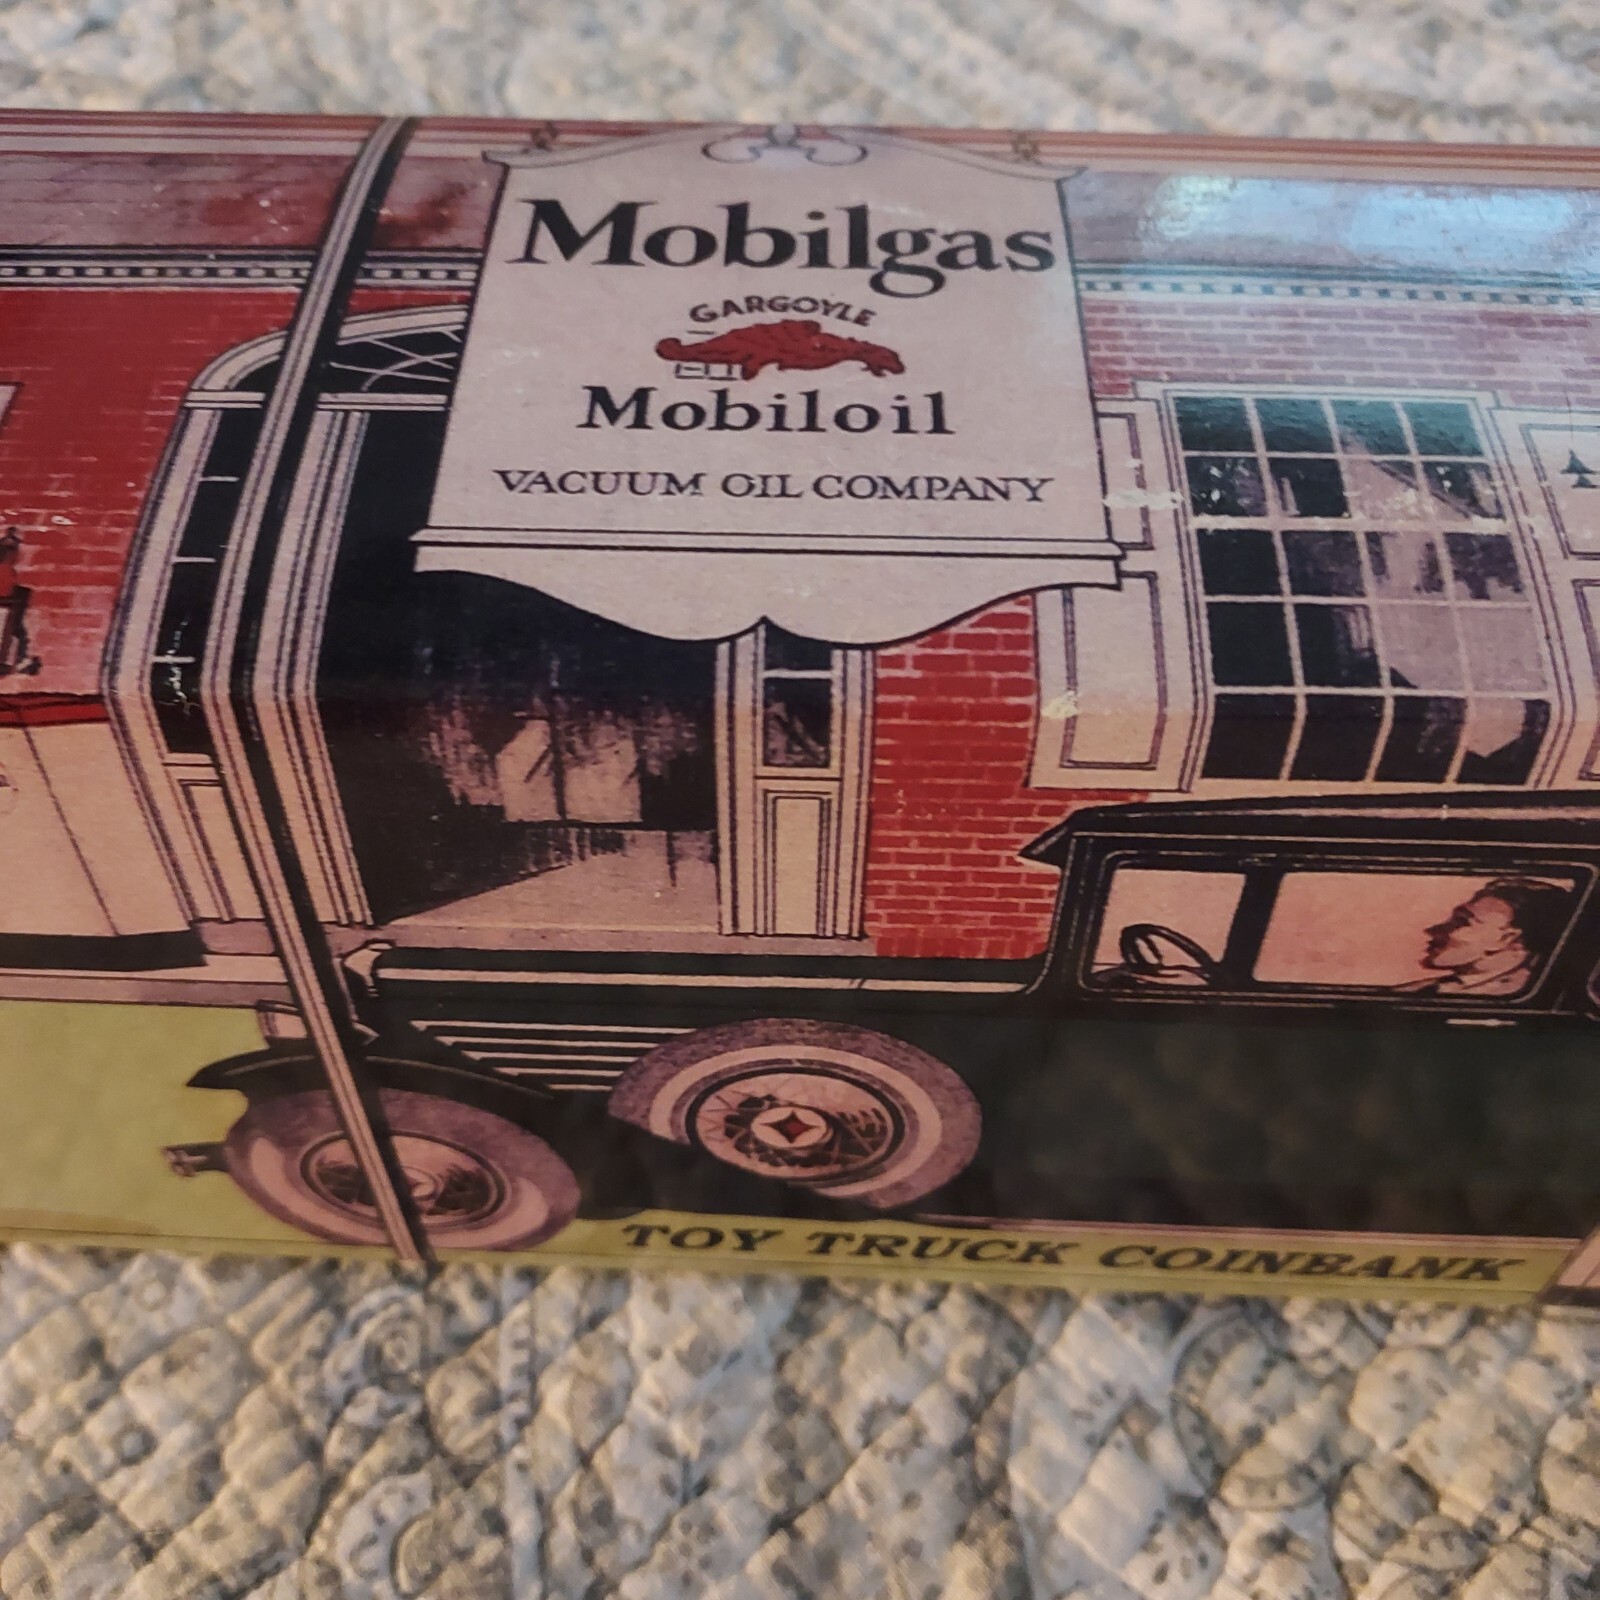 Mobilgas
GARGOYLE
Mobiloil
VACUUM OIL COMPANY
TOY TRUCK COINBANK